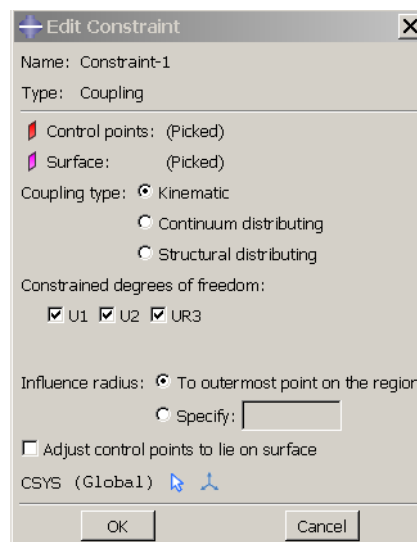 Edit Constraint
Name: Constraint-1
Type: Coupling
Control points: (Picked)
Surface: (Picked)
Coupling type: Kinematic
Continuum distributing
Structural distributing
Constrained degrees of freedom:
U1 U2 UR3
Influence radius: To outermost point on the region
Specify:
Adjust control points to lie on surface
CSYS (Global)
OK Cancel